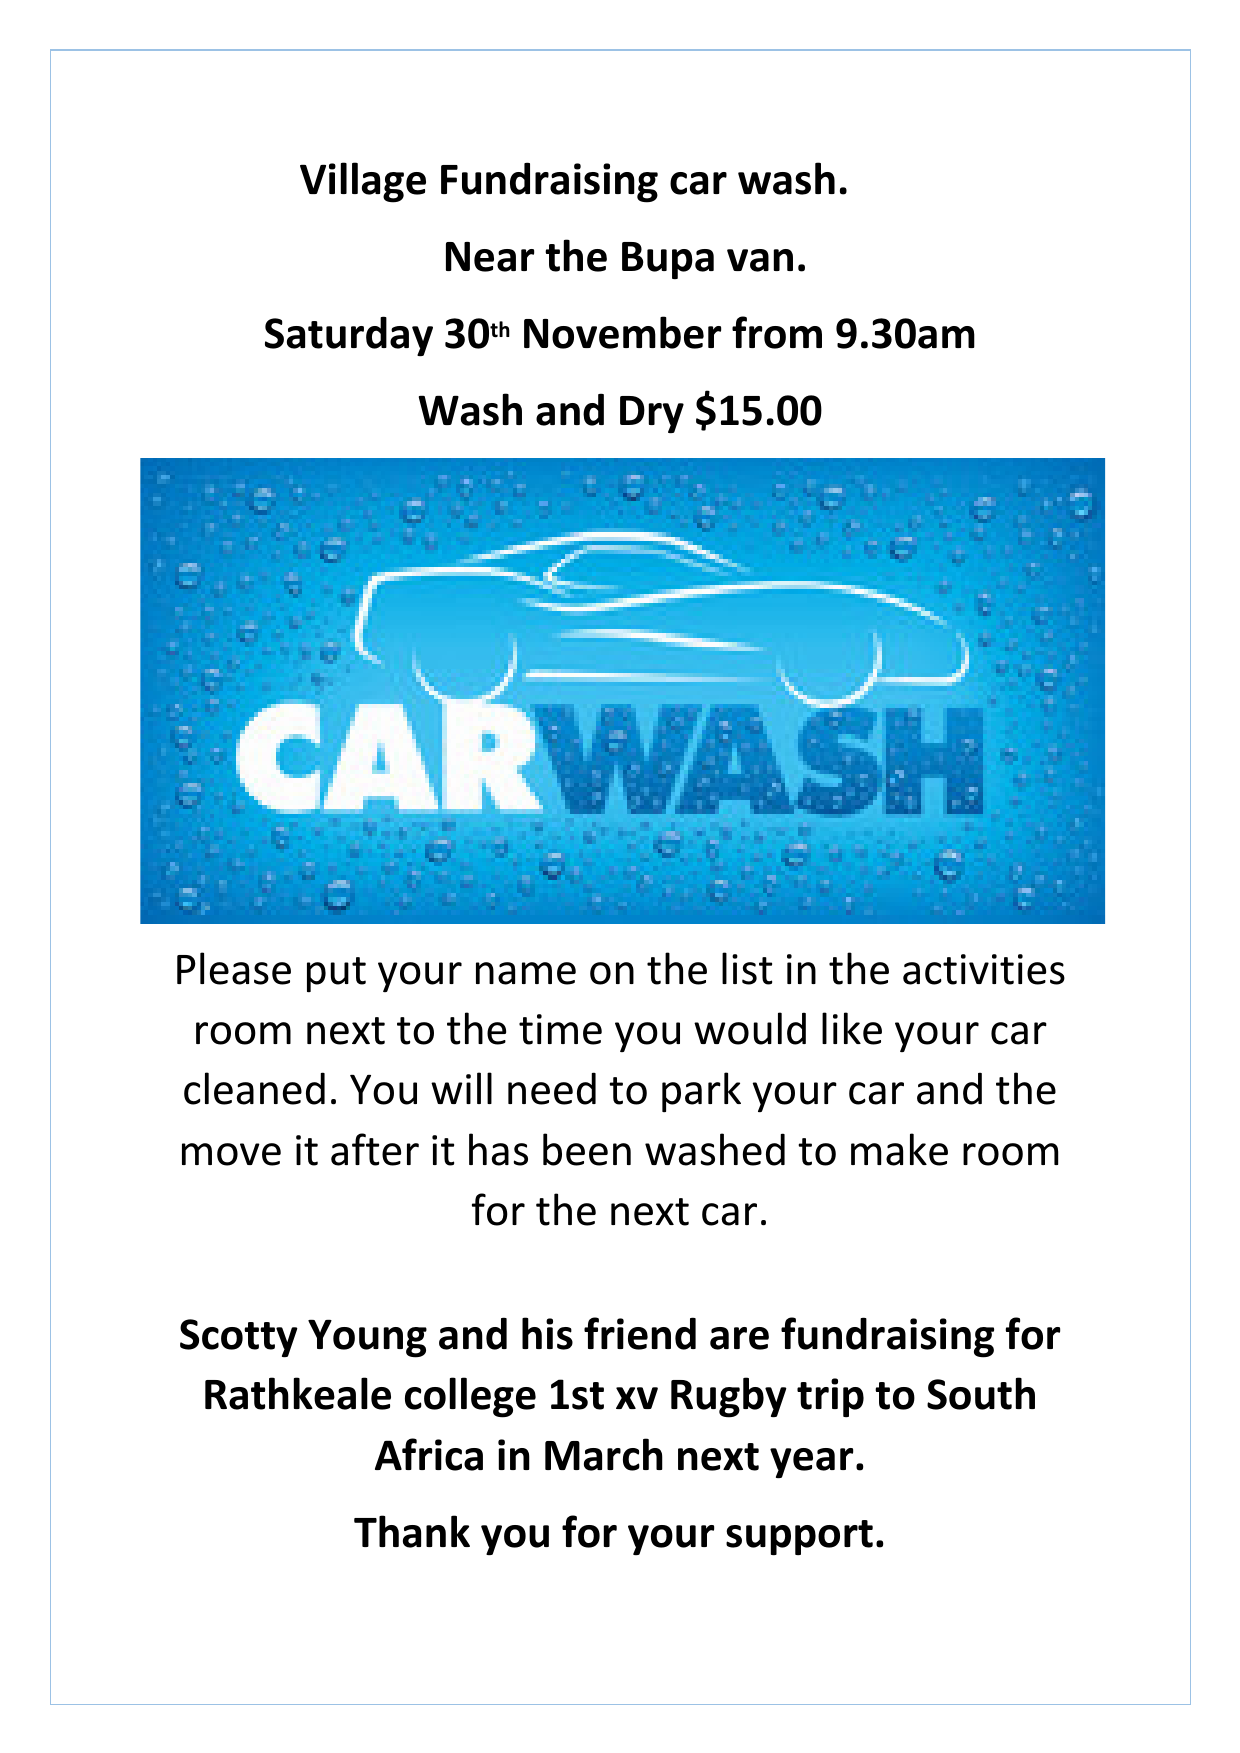 Village Fundraising car wash.
Near the Bupa van.
Saturday 30th November from 9.30am
Wash and Dry $15.00
CARWASH
Please put your name on the list in the activities
room next to the time you would like your car
cleaned. You will need to park your car and the
move it after it has been washed to make room
for the next car.
Scotty Young and his friend are fundraising for
Rathkeale college 1st xv Rugby trip to South
Africa in March next year.
Thank you for your support.